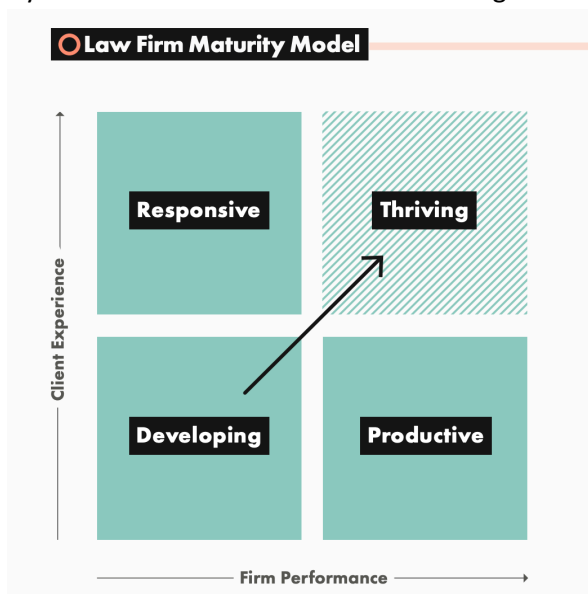 Law Firm Maturity Model
Responsive
Thriving
Client Experience
Developing
Productive
Firm Performance